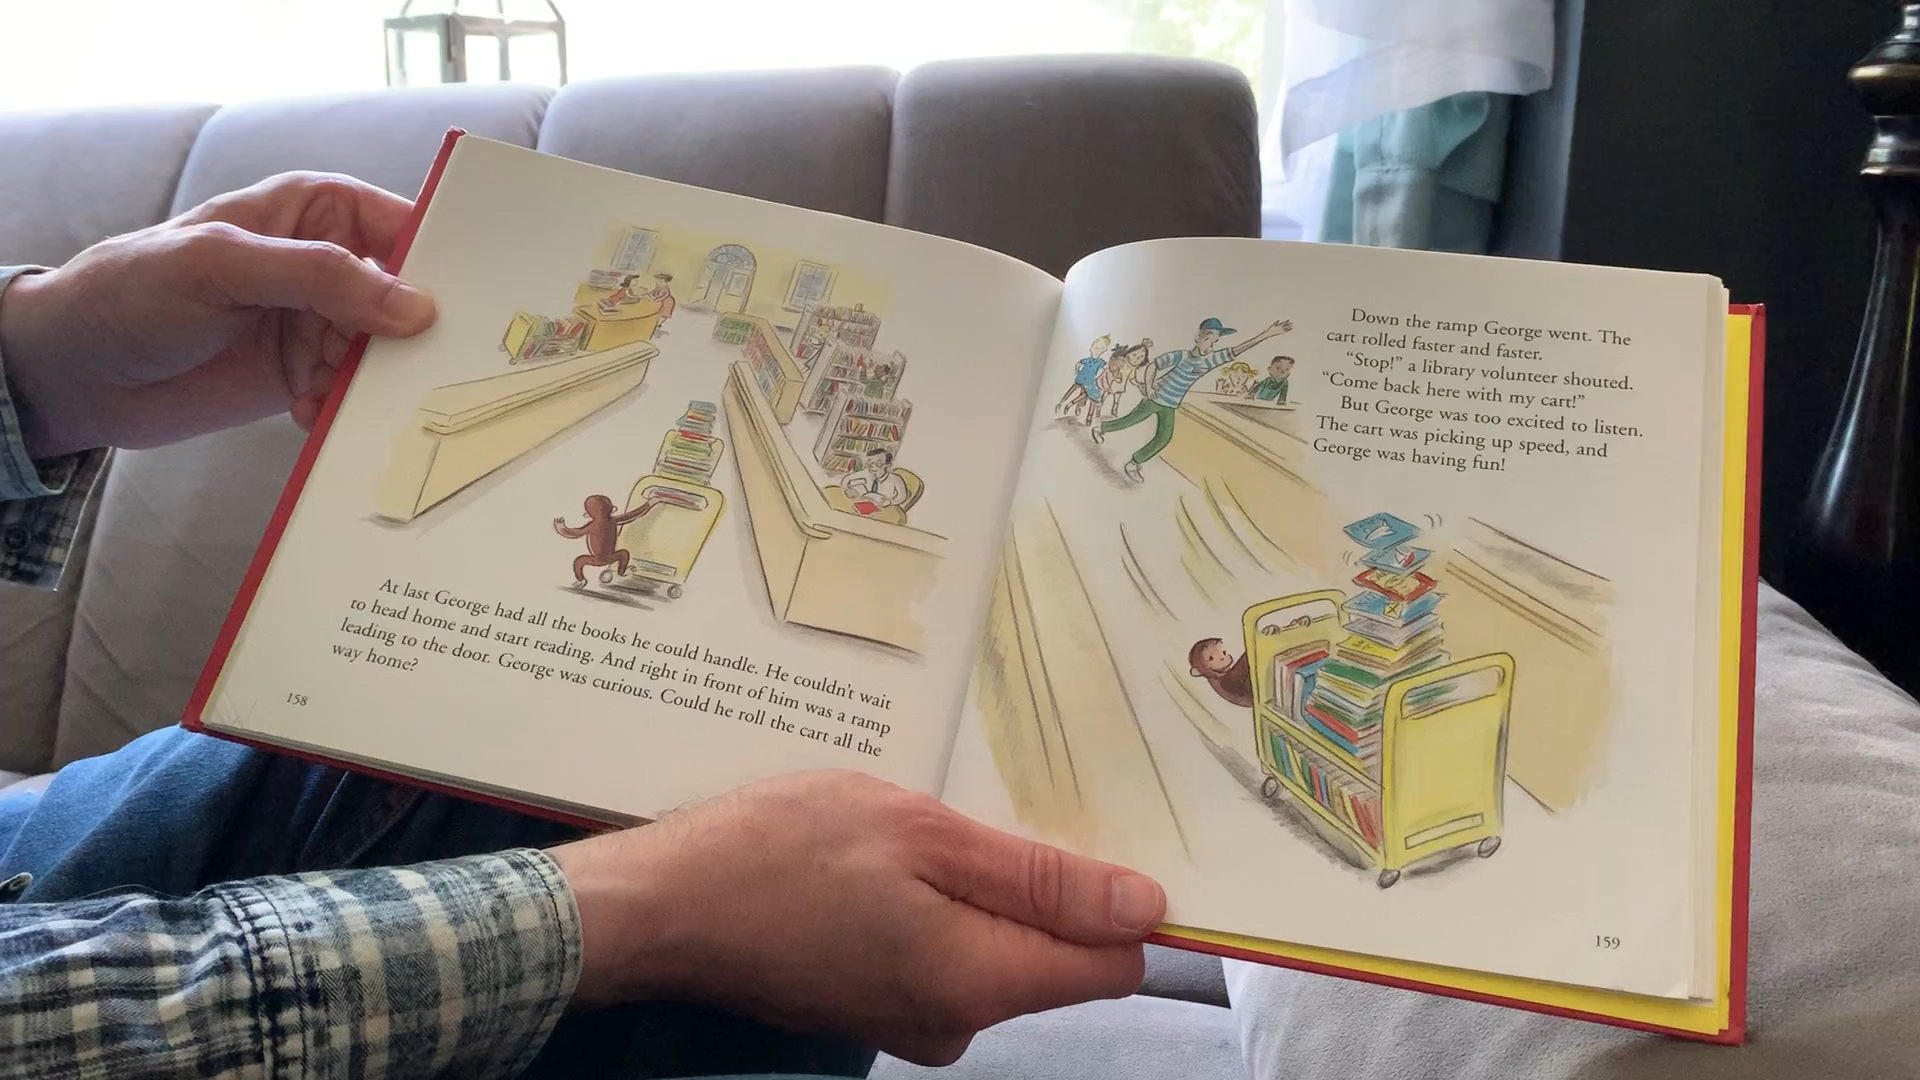 At last George had all the books he could handle. He couldn't wait
to head home and start reading. And right in front of him was a ramp
leading to the door. George was curious. Could he roll the cart all the
way home?
158
Down the ramp George went. The
cart rolled faster and faster.
"Stop!" a library volunteer shouted.
"Come back here with my cart!"
But George was too excited to listen.
The cart was picking up speed, and
George was having fun!
159